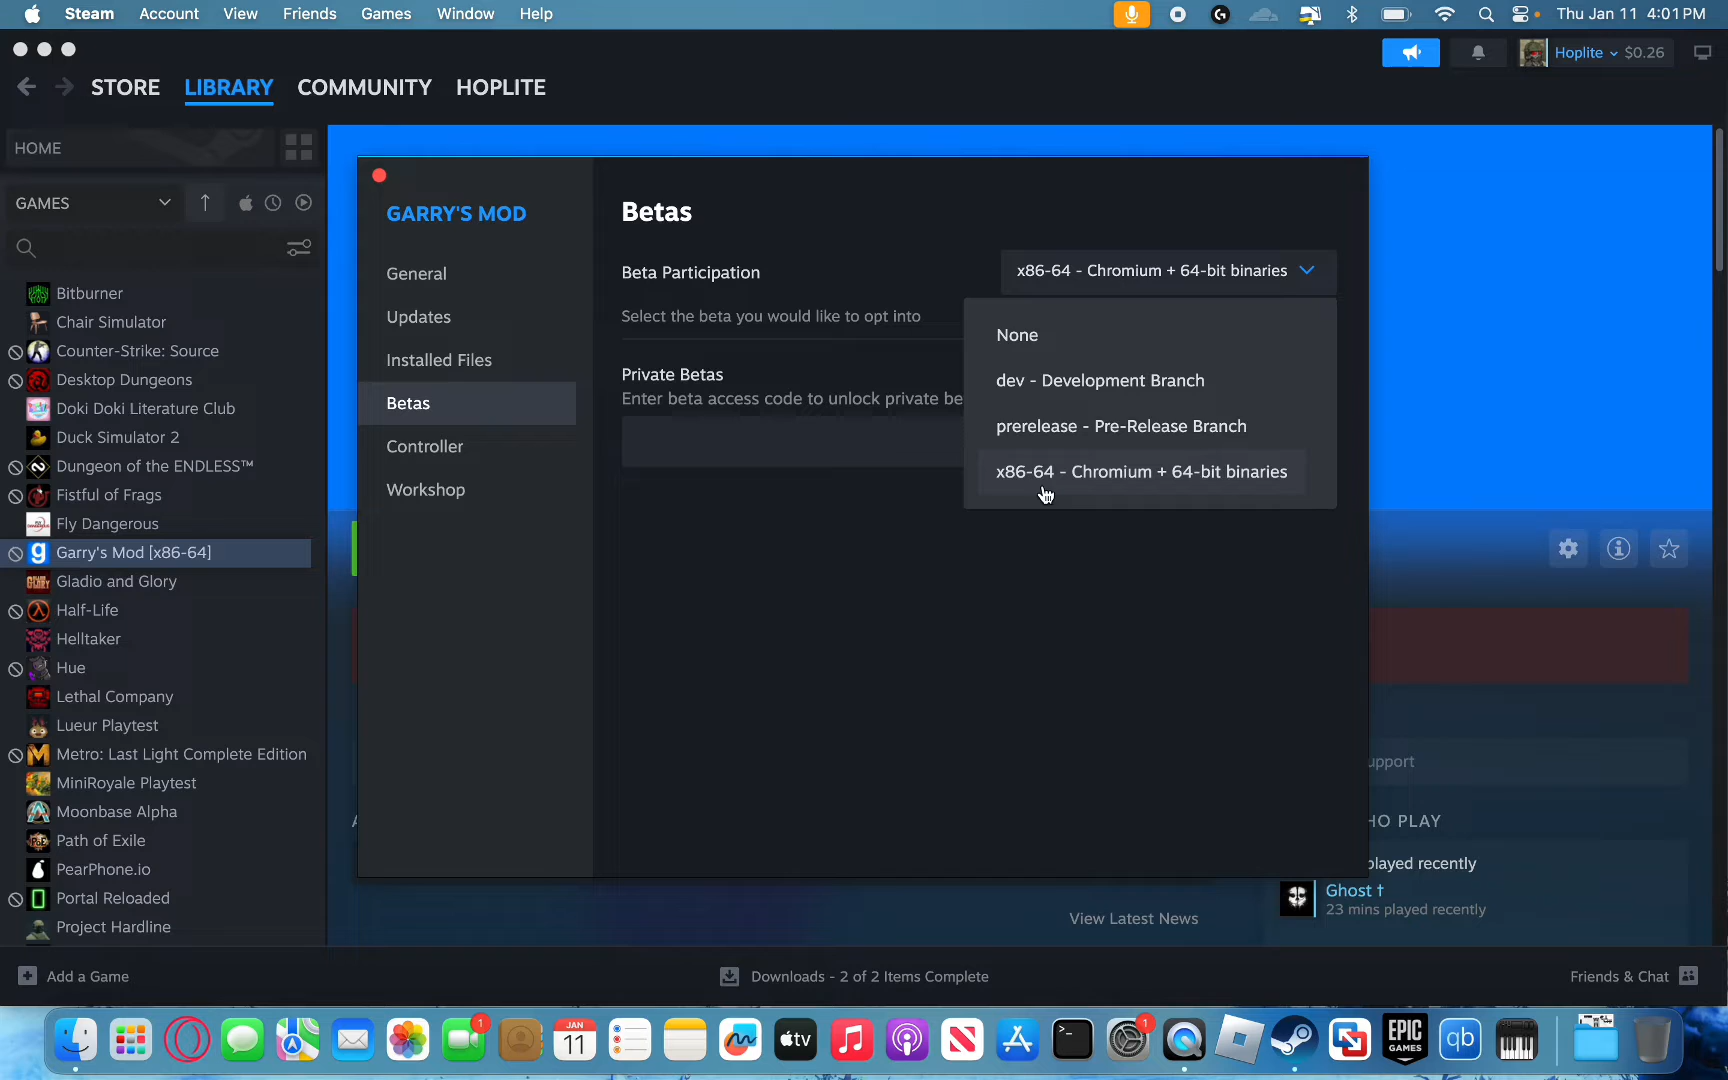 Steam Account View Friends Games Window Help Thu Jan 11 4:01 PM
Hoplite $0.26
STORE LIBRARY COMMUNITY HOPLITE
HOME
GAMES
Bitburner
Chair Simulator
Counter-Strike: Source
Desktop Dungeons
Doki Doki Literature Club
Duck Simulator 2
Dungeon of the ENDLESS™
Fistful of Frags
Fly Dangerous
Garry's Mod [x86-64]
Gladio and Glory
Half-Life
Helltaker
Hue
Lethal Company
Lueur Playtest
Metro: Last Light Complete Edition
MiniRoyale Playtest
Moonbase Alpha
Path of Exile
PearPhone.io
Portal Reloaded
Project Hardline
GARRY'S MOD
General
Updates
Installed Files
Betas
Controller
Workshop
Betas
Beta Participation
x86-64 - Chromium + 64-bit binaries
Select the beta you would like to opt into
Private Betas
Enter beta access code to unlock private be
None
dev - Development Branch
prerelease - Pre-Release Branch
x86-64 - Chromium + 64-bit binaries
upport
HO PLAY
played recently
Ghost †
23 mins played recently
View Latest News
Add a Game
Downloads - 2 of 2 Items Complete
Friends & Chat
1
JAN
11
tv
1
EPIC
GAMES
qb